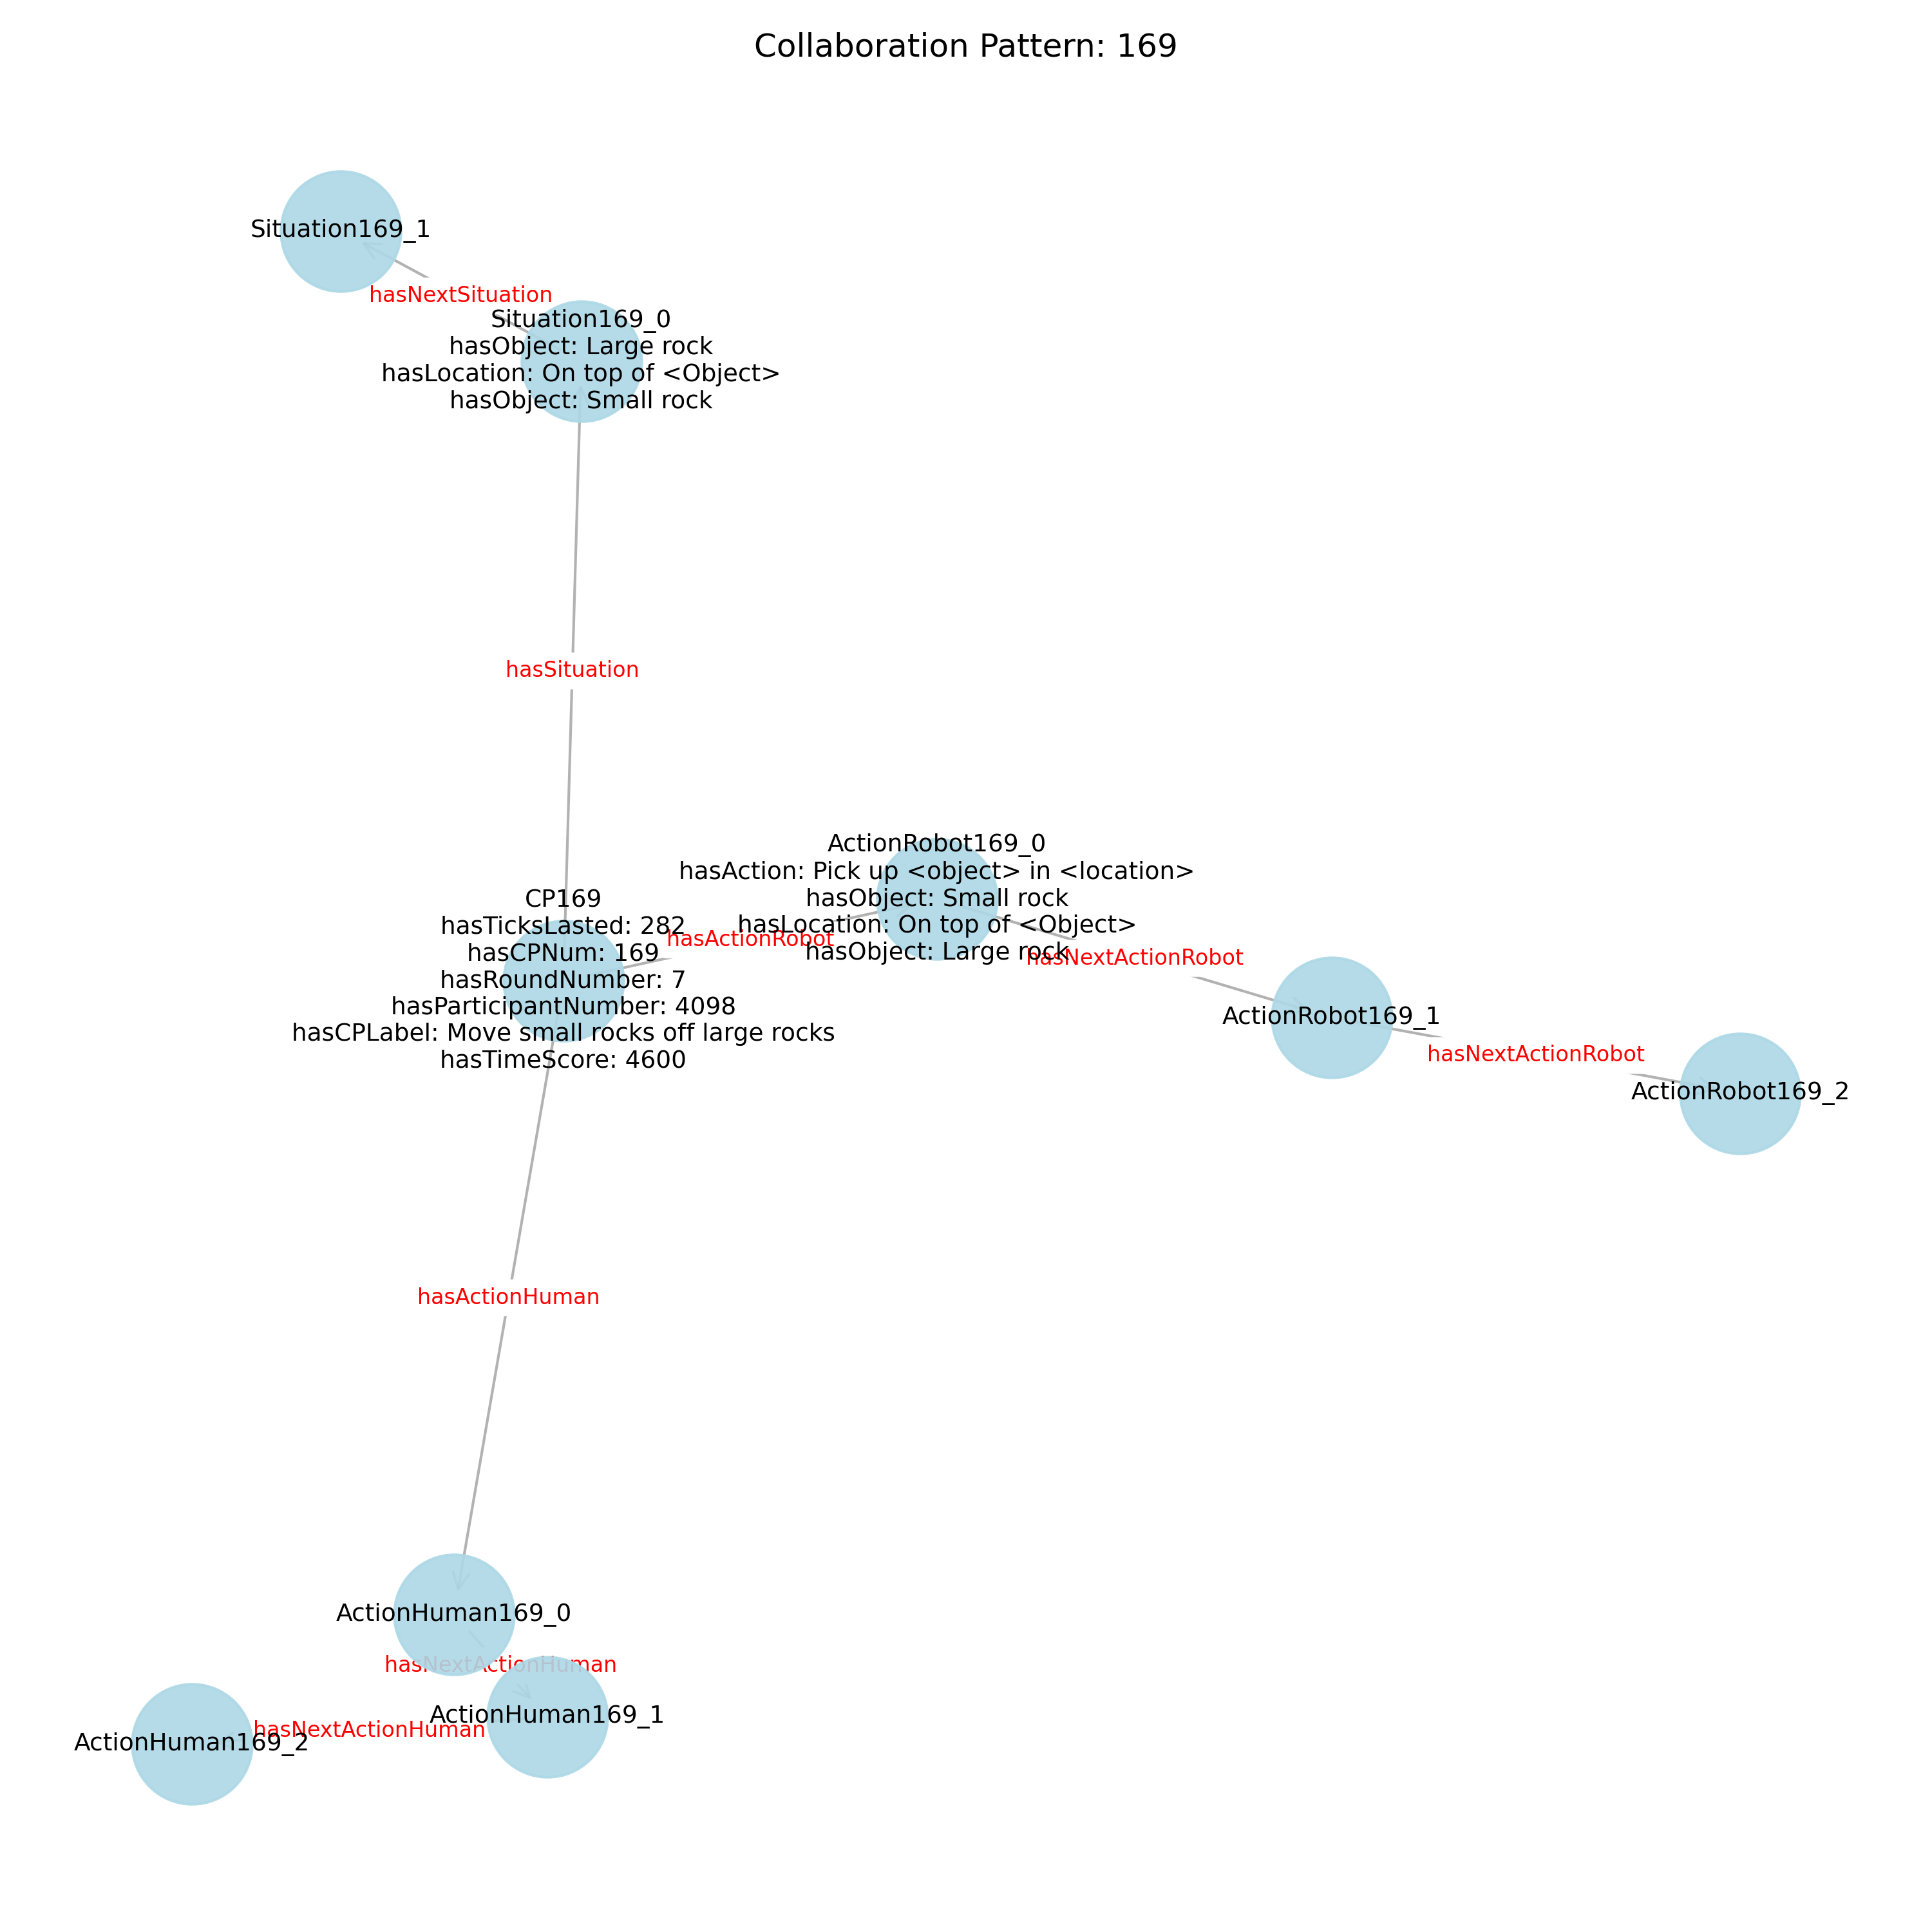 Collaboration Pattern: 169
Situation169_1
hasNextSituation
Situation169_0
hasObject: Large rock
hasLocation: On top of <Object>
hasObject: Small rock
hasSituation
ActionRobot169_0
hasAction: Pick up <object> in <location>
hasObject: Small rock
hasLocation: On top of <Object>
hasObject: Large rock
CP169
hasTicksLasted: 282
hasCPNum: 169
hasRoundNumber: 7
hasParticipantNumber: 4098
hasCPLabel: Move small rocks off large rocks
hasTimeScore: 4600
hasActionRobot
hasNextActionRobot
ActionRobot169_1
hasNextActionRobot
ActionRobot169_2
hasActionHuman
ActionHuman169_0
hasNextActionHuman
ActionHuman169_1
hasNextActionHuman
ActionHuman169_2